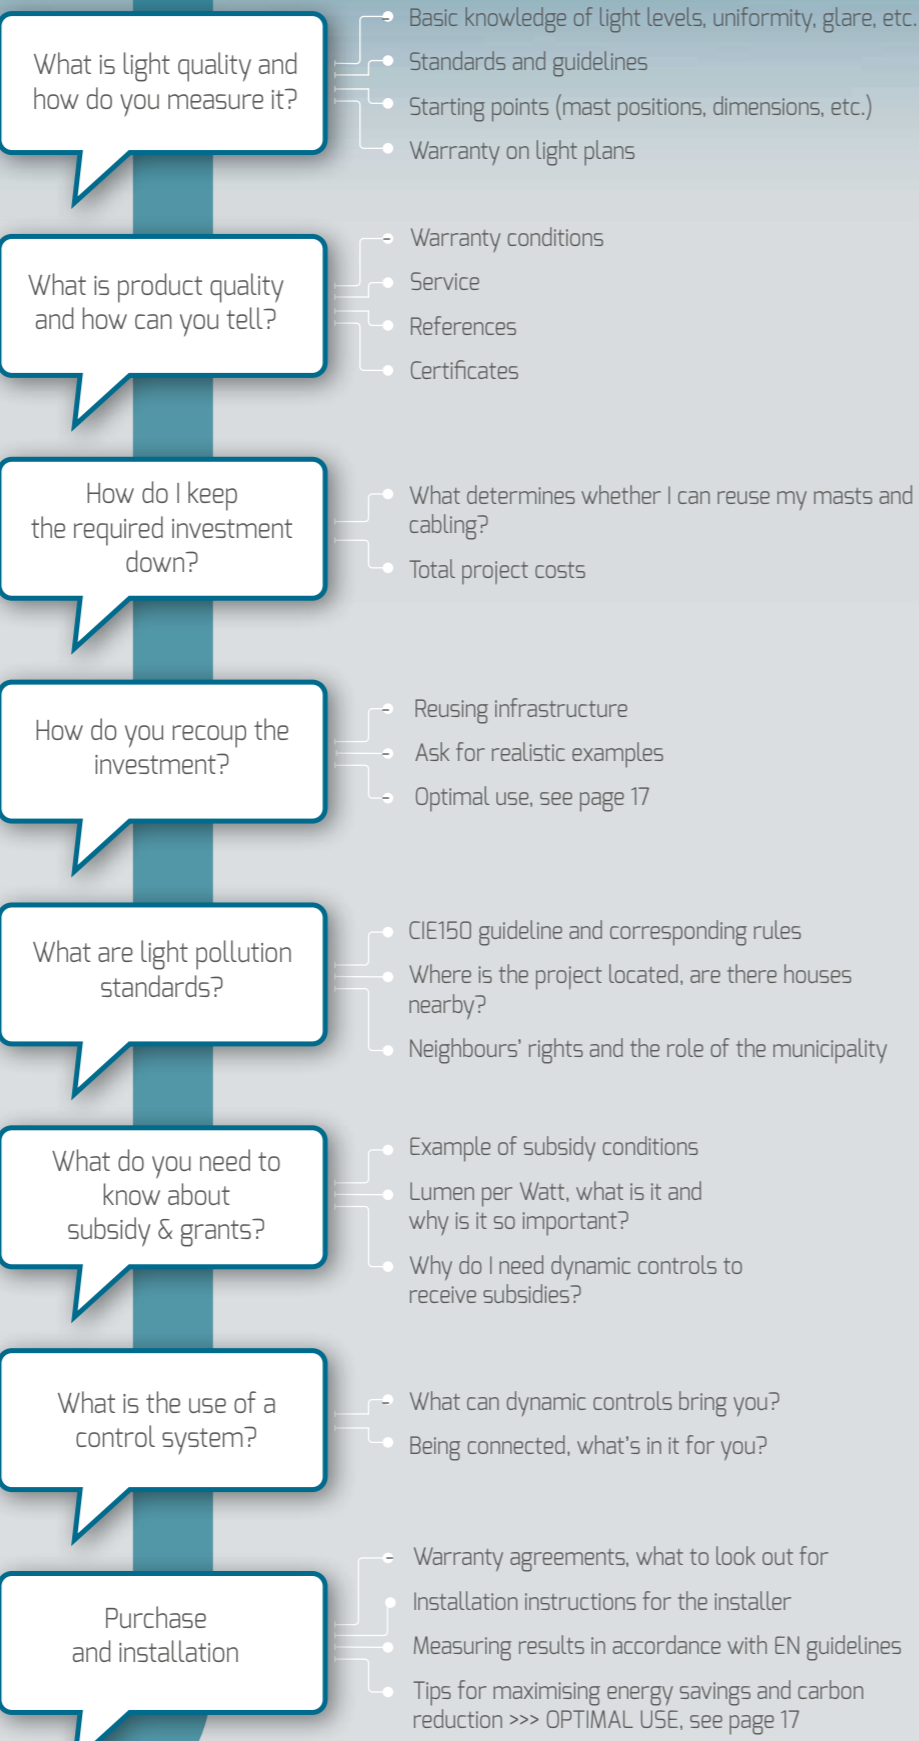 What is light quality and
how do you measure it?
Basic knowledge of light levels, uniformity, glare, etc.
Standards and guidelines
Starting points (mast positions, dimensions, etc.)
Warranty on light plans
What is product quality
and how can you tell?
Warranty conditions
Service
References
Certificates
How do I keep
the required investment
down?
What determines whether I can reuse my masts and
cabling?
Total project costs
How do you recoup the
investment?
Reusing infrastructure
Ask for realistic examples
Optimal use, see page 17
What are light pollution
standards?
CIE150 guideline and corresponding rules
Where is the project located, are there houses
nearby?
Neighbours' rights and the role of the municipality
What do you need to
know about
subsidy & grants?
Example of subsidy conditions
Lumen per Watt, what is it and
why is it so important?
Why do I need dynamic controls to
receive subsidies?
What is the use of a
control system?
What can dynamic controls bring you?
Being connected, what's in it for you?
Purchase
and installation
Warranty agreements, what to look out for
Installation instructions for the installer
Measuring results in accordance with EN guidelines
Tips for maximising energy savings and carbon
reduction >>> OPTIMAL USE, see page 17